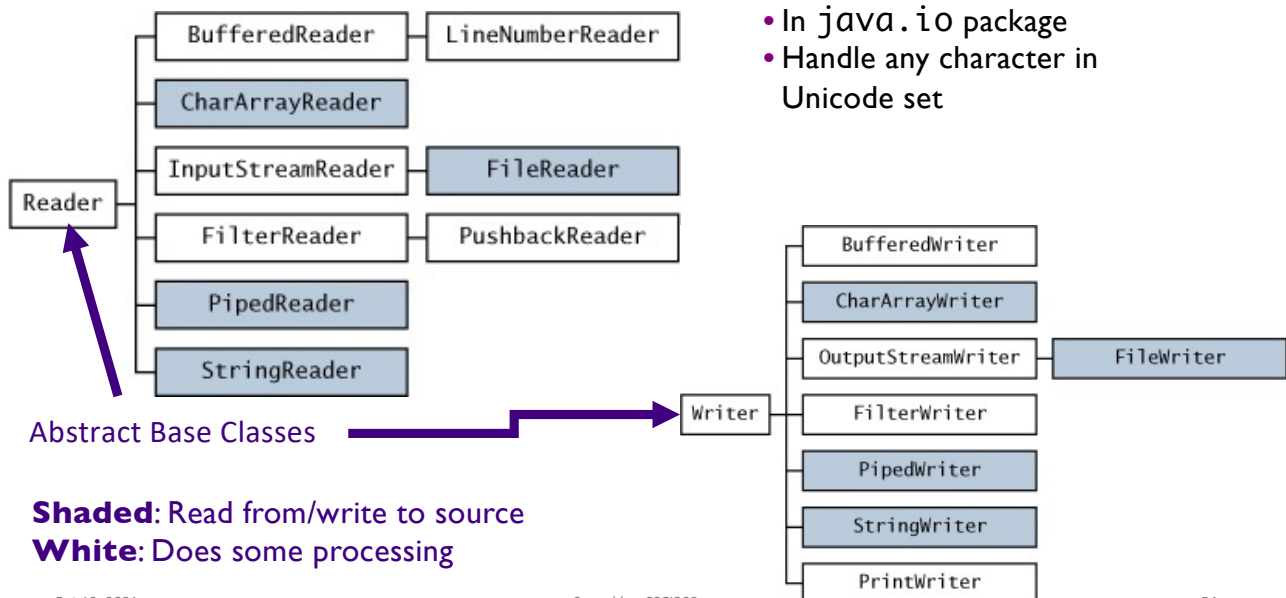 • In java.io package
• Handle any character in
Unicode set
BufferedReader
LineNumberReader
CharArrayReader
InputStreamReader
FileReader
Reader
FilterReader
PushbackReader
PipedReader
StringReader
Abstract Base Classes
Shaded: Read from/write to source
White: Does some processing
BufferedWriter
CharArrayWriter
OutputStreamWriter
FileWriter
Writer
FilterWriter
PipedWriter
StringWriter
PrintWriter